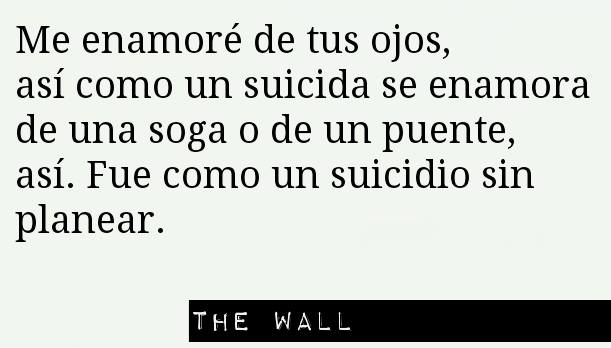 Me enamoré de tus ojos,
así como un suicida se enamora
de una soga o de un puente,
así. Fue como un suicidio sin
planear.
THE WALL